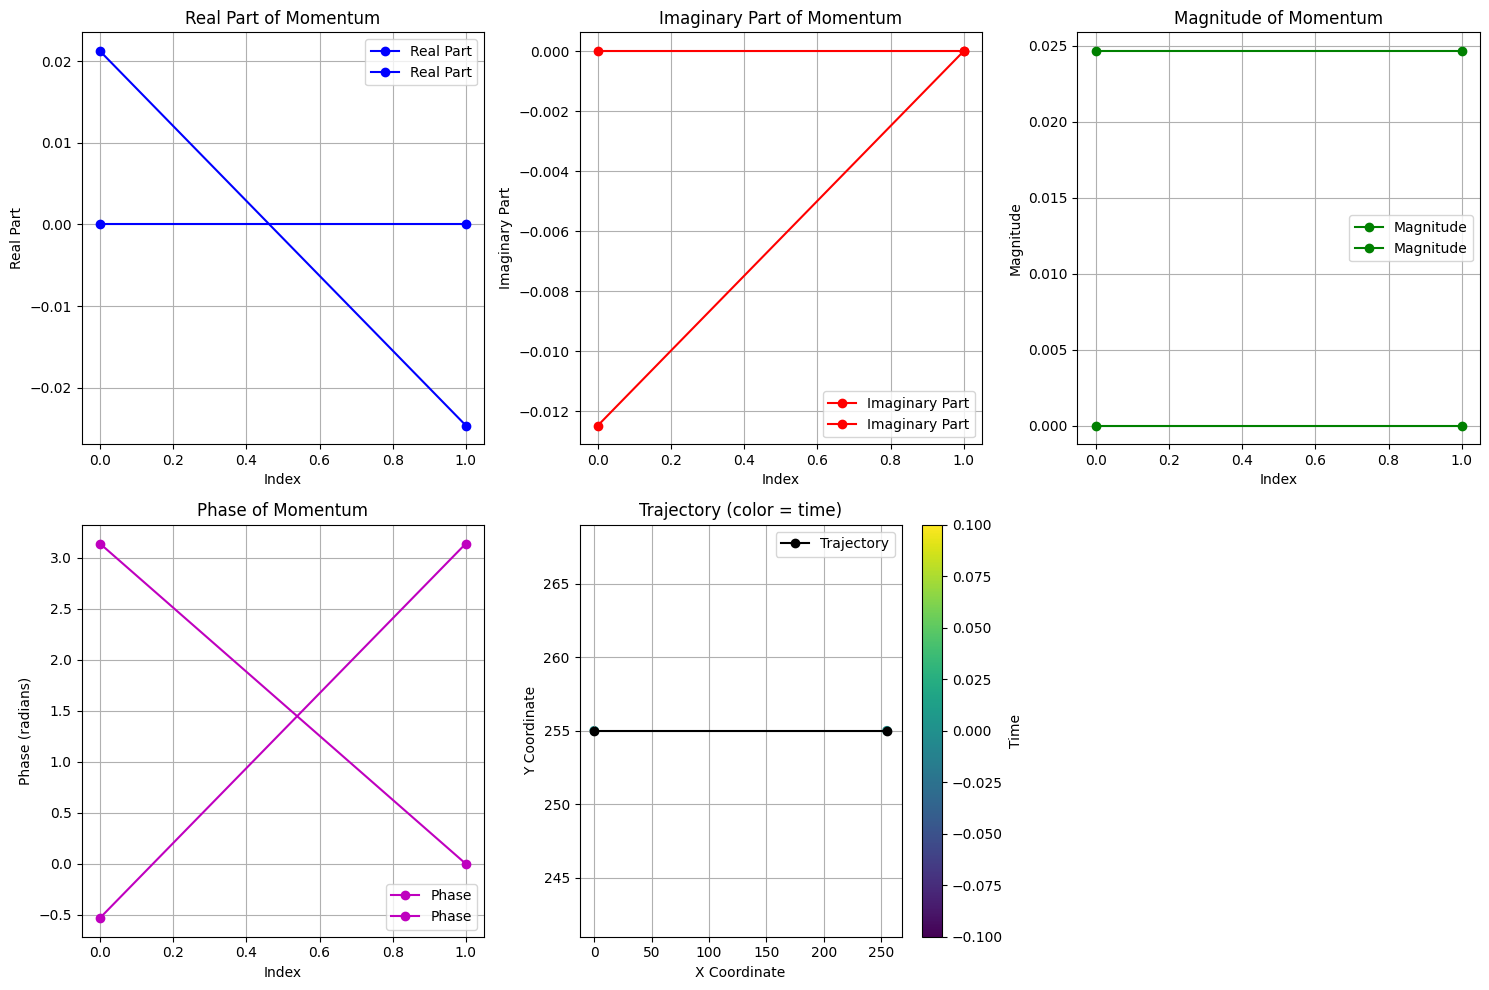 Real Part of Momentum
Real Part
Real Part
0.02
0.01
0.00
−0.01
−0.02
Real Part
0.0 0.2 0.4 0.6 0.8 1.0
Index
Imaginary Part of Momentum
0.000
−0.002
−0.004
−0.006
−0.008
−0.010
−0.012
Imaginary Part
Imaginary Part
Imaginary Part
0.0 0.2 0.4 0.6 0.8 1.0
Index
Magnitude of Momentum
0.025
0.020
0.015
0.010
0.005
0.000
Magnitude
Magnitude
Magnitude
0.0 0.2 0.4 0.6 0.8 1.0
Index
Phase of Momentum
3.0
2.5
2.0
1.5
1.0
0.5
0.0
−0.5
Phase (radians)
Phase
Phase
0.0 0.2 0.4 0.6 0.8 1.0
Index
Trajectory (color = time)
Trajectory
265
260
255
250
245
Y Coordinate
0 50 100 150 200 250
X Coordinate
0.100
0.075
0.050
0.025
0.000
−0.025
−0.050
−0.075
−0.100
Time